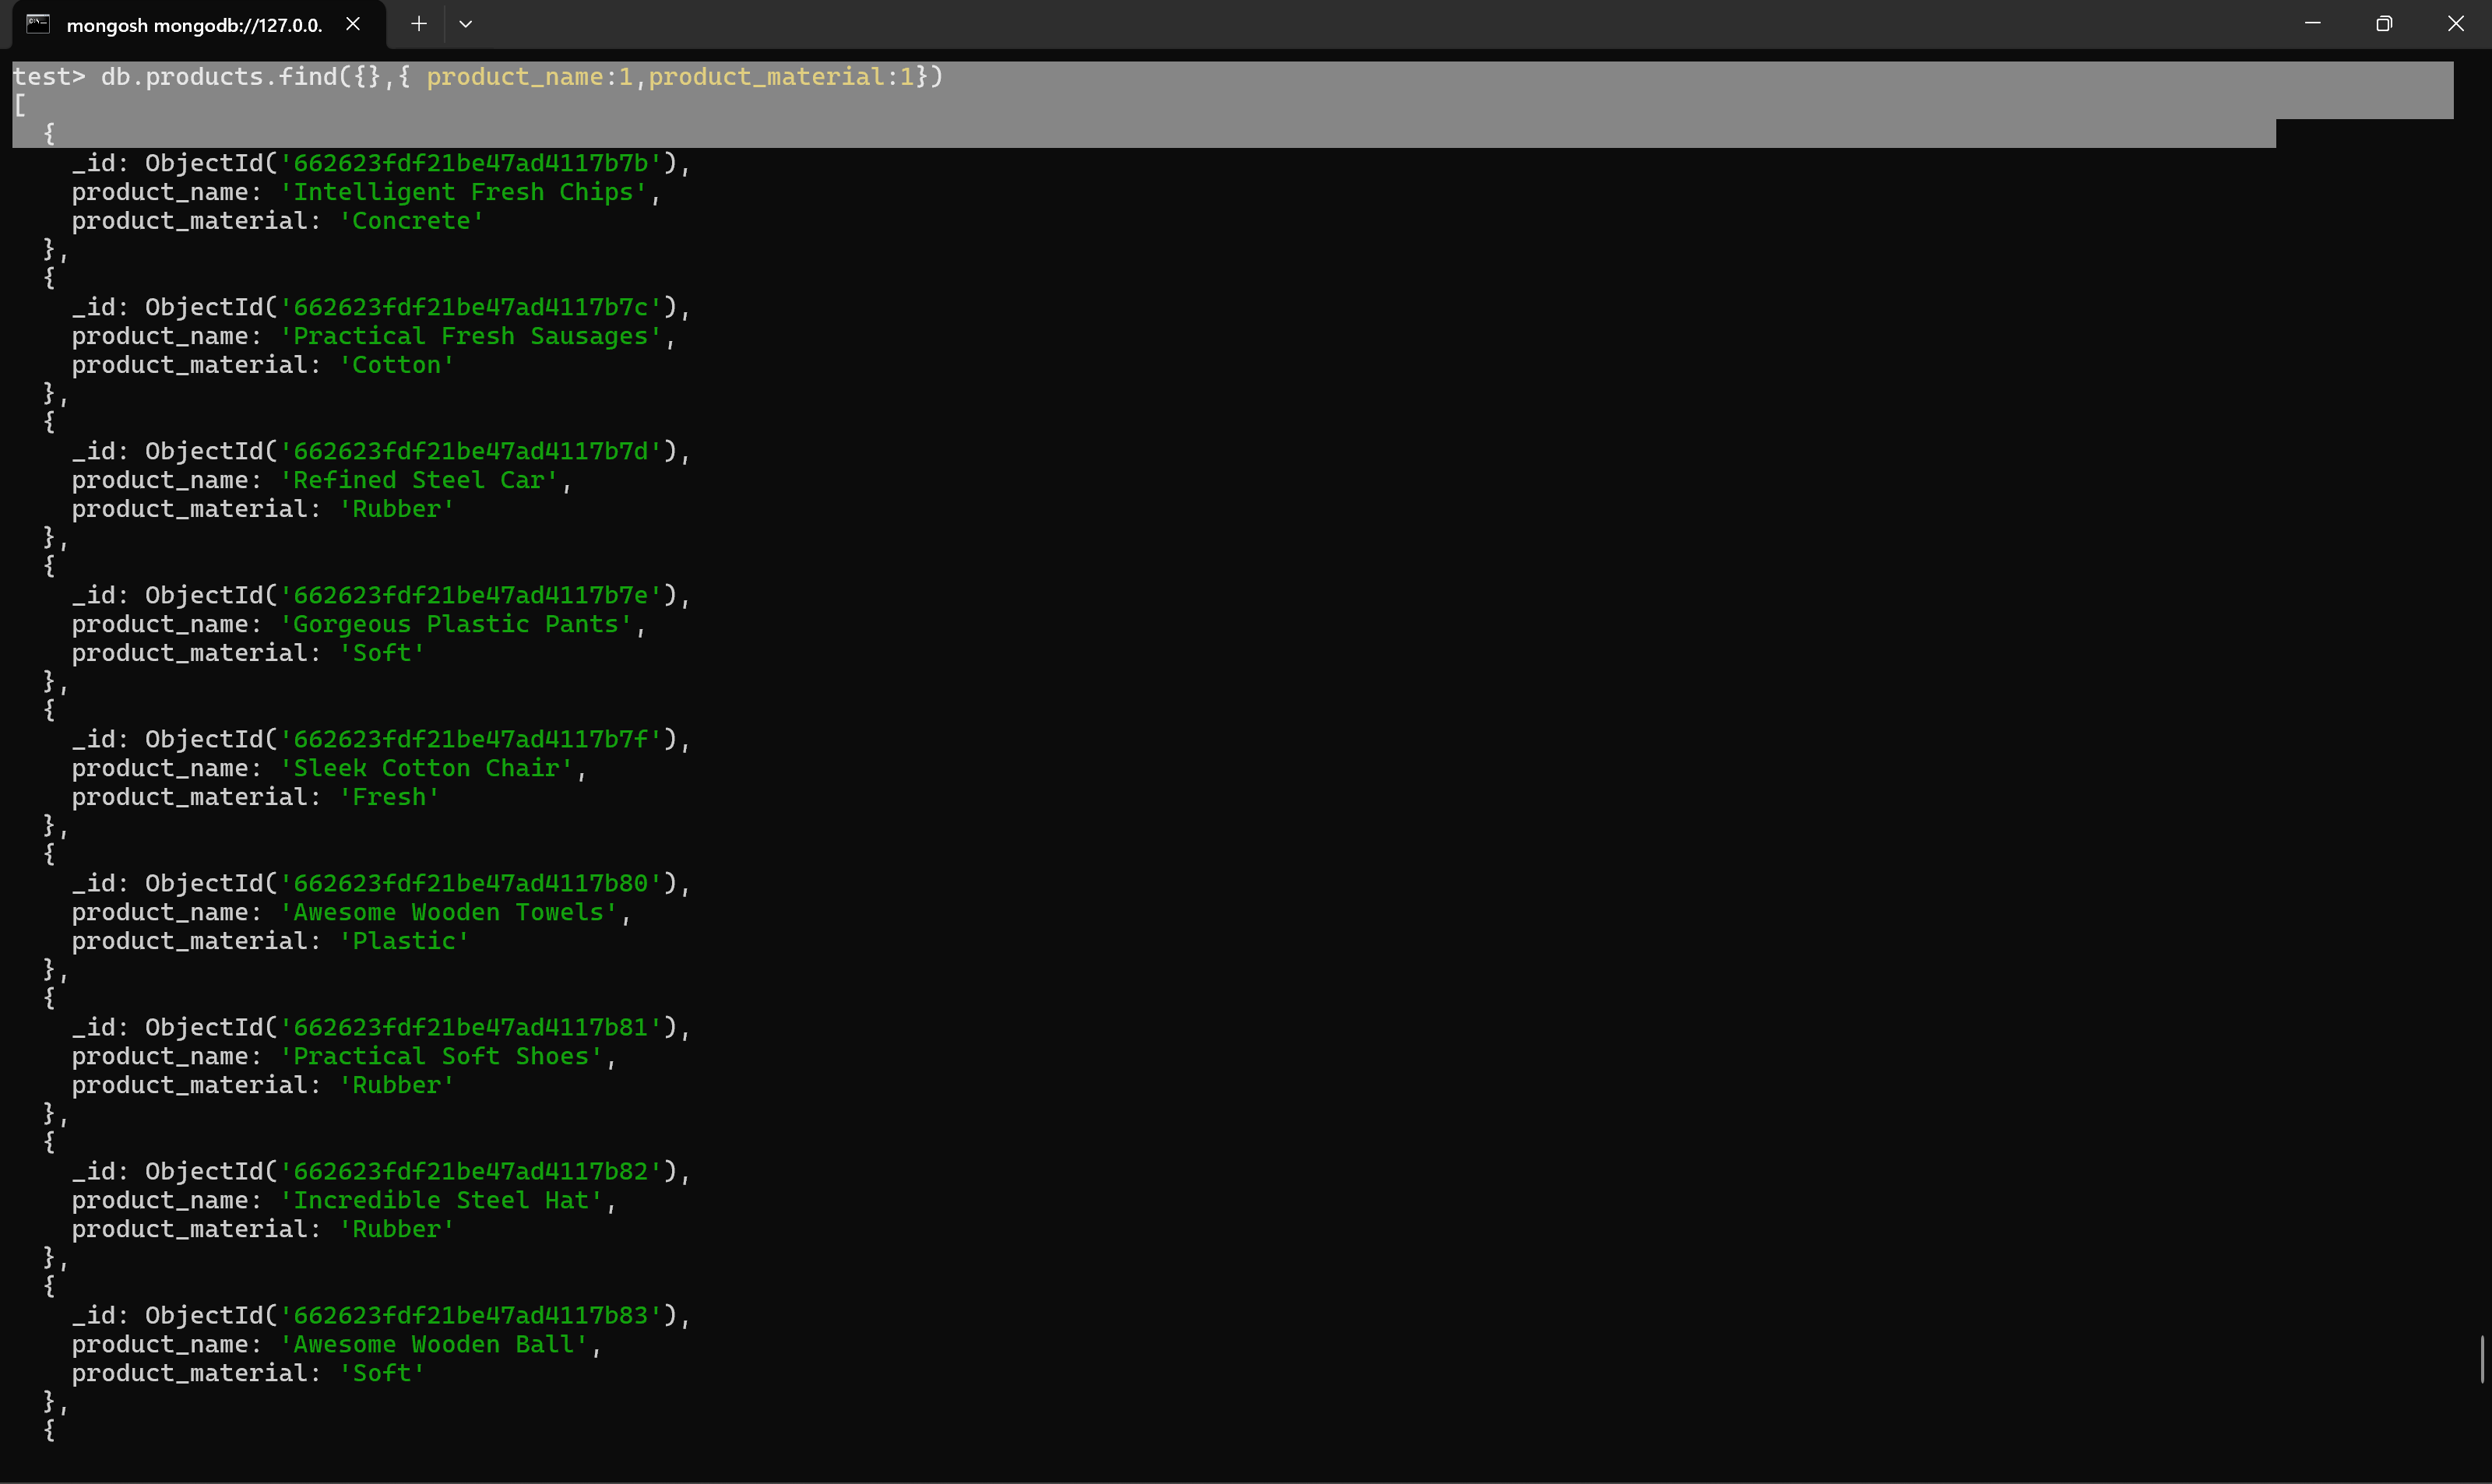 mongosh mongodb://127.0.0.
test> db.products.find({},{ product_name:1,product_material:1})
[
  {
    _id: ObjectId('662623fdf21be47ad4117b7b'),
    product_name: 'Intelligent Fresh Chips',
    product_material: 'Concrete'
  },
  {
    _id: ObjectId('662623fdf21be47ad4117b7c'),
    product_name: 'Practical Fresh Sausages',
    product_material: 'Cotton'
  },
  {
    _id: ObjectId('662623fdf21be47ad4117b7d'),
    product_name: 'Refined Steel Car',
    product_material: 'Rubber'
  },
  {
    _id: ObjectId('662623fdf21be47ad4117b7e'),
    product_name: 'Gorgeous Plastic Pants',
    product_material: 'Soft'
  },
  {
    _id: ObjectId('662623fdf21be47ad4117b7f'),
    product_name: 'Sleek Cotton Chair',
    product_material: 'Fresh'
  },
  {
    _id: ObjectId('662623fdf21be47ad4117b80'),
    product_name: 'Awesome Wooden Towels',
    product_material: 'Plastic'
  },
  {
    _id: ObjectId('662623fdf21be47ad4117b81'),
    product_name: 'Practical Soft Shoes',
    product_material: 'Rubber'
  },
  {
    _id: ObjectId('662623fdf21be47ad4117b82'),
    product_name: 'Incredible Steel Hat',
    product_material: 'Rubber'
  },
  {
    _id: ObjectId('662623fdf21be47ad4117b83'),
    product_name: 'Awesome Wooden Ball',
    product_material: 'Soft'
  },
  {